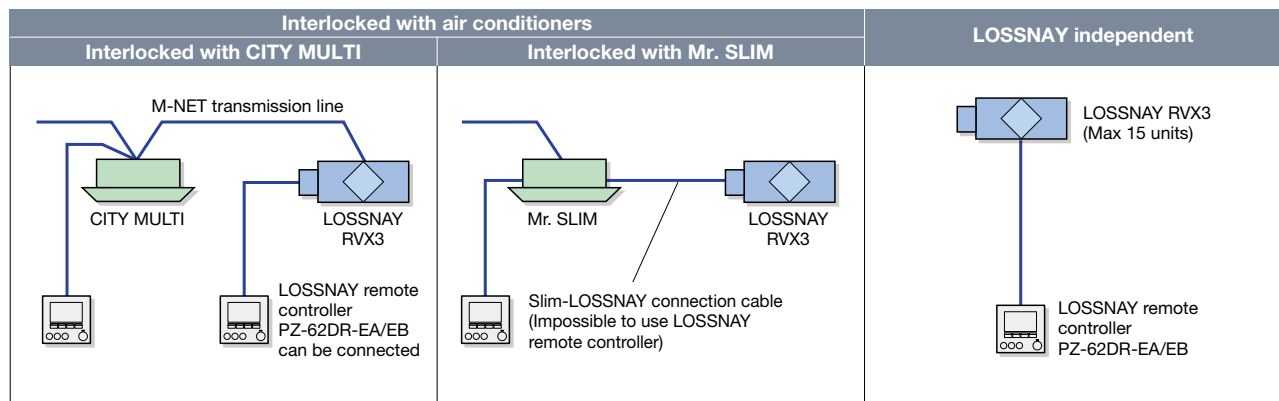 Interlocked with air conditioners
Interlocked with CITY MULTI
Interlocked with Mr. SLIM
LOSSNAY independent
M-NET transmission line
CITY MULTI
LOSSNAY
RVX3
LOSSNAY remote
controller
PZ-62DR-EA/EB
can be connected
Mr. SLIM
LOSSNAY
RVX3
Slim-LOSSNAY connection cable
(Impossible to use LOSSNAY
remote controller)
LOSSNAY RVX3
(Max 15 units)
LOSSNAY remote
controller
PZ-62DR-EA/EB